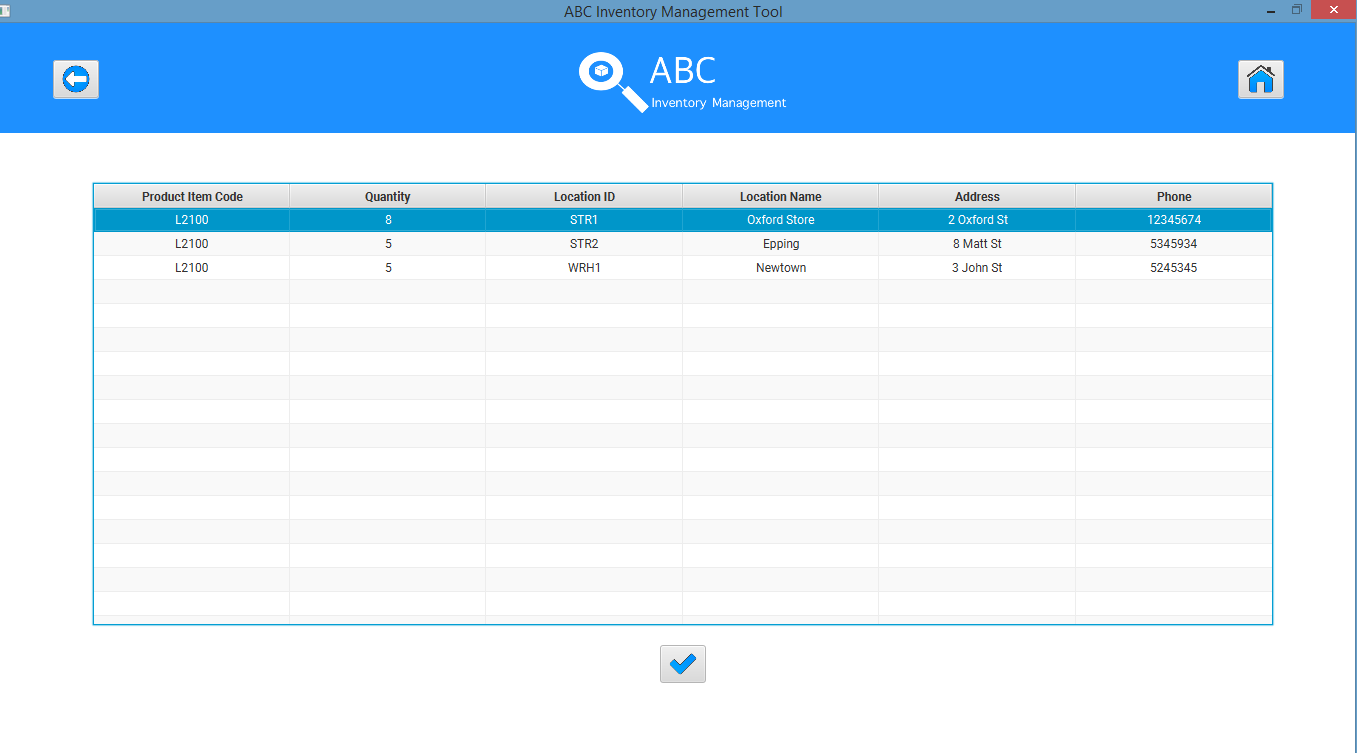 ABC Inventory Management Tool
ABC
Inventory Management
Product Item Code Quantity Location ID Location Name Address Phone
L2100 8 STR1 Oxford Store 2 Oxford St 12345674
L2100 5 STR2 Epping 8 Matt St 5345934
L2100 5 WRH1 Newtown 3 John St 5245345